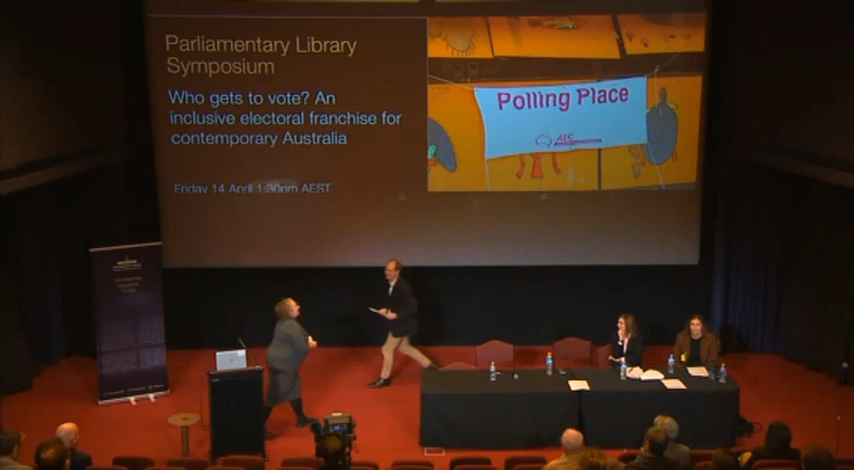 Parliamentary Library
Symposium
Who gets to vote? An
inclusive electoral franchise for
contemporary Australia
Friday 14 April 1:30pm AEST
Polling Place
AEC